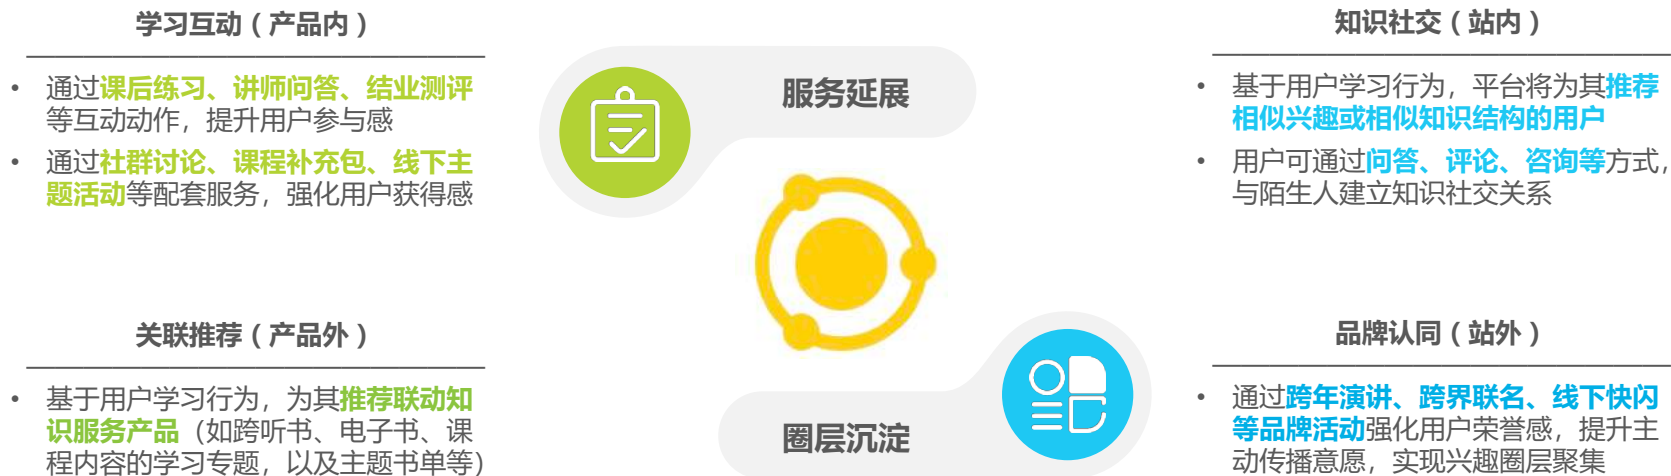 学习互动（产品内）
• 通过课后练习、讲师问答、结业测评
等互动动作，提升用户参与感
• 通过社群讨论、课程补充包、线下主
题活动等配套服务，强化用户获得感
关联推荐（产品外）
• 基于用户学习行为，为其推荐联动知
识服务产品（如跨听书、电子书、课
程内容的学习专题，以及主题书单等）
服务延展
圈层沉淀
知识社交（站内）
• 基于用户学习行为，平台将为其推荐
相似兴趣或相似知识结构的用户
• 用户可通过问答、评论、咨询等方式，
与陌生人建立知识社交关系
品牌认同（站外）
• 通过跨年演讲、跨界联名、线下快闪
等品牌活动强化用户荣誉感，提升主
动传播意愿，实现兴趣圈层聚集